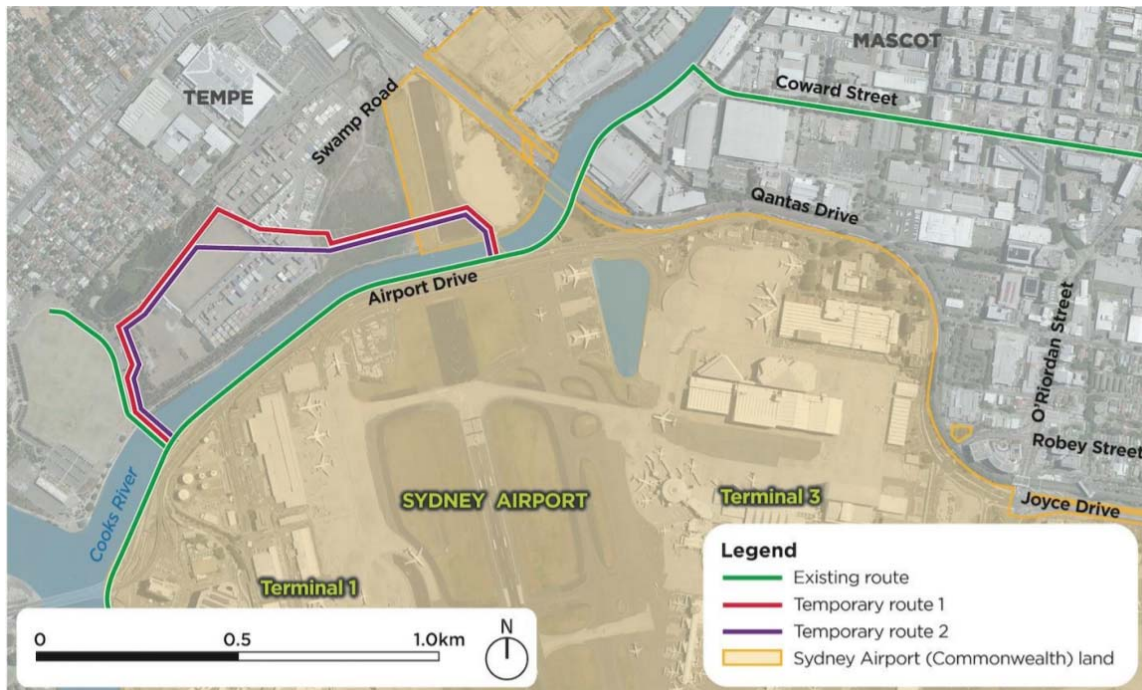 MASCOT
TEMPE
Coward Street
Swamp Road
Qantas Drive
Airport Drive
O'Riordan Street
Robey Street
Cooks River
SYDNEY AIRPORT
Terminal 3
Joyce Drive
Terminal 1
Legend
Existing route
Temporary route 1
Temporary route 2
Sydney Airport (Commonwealth) land
0 0.5 1.0km
N